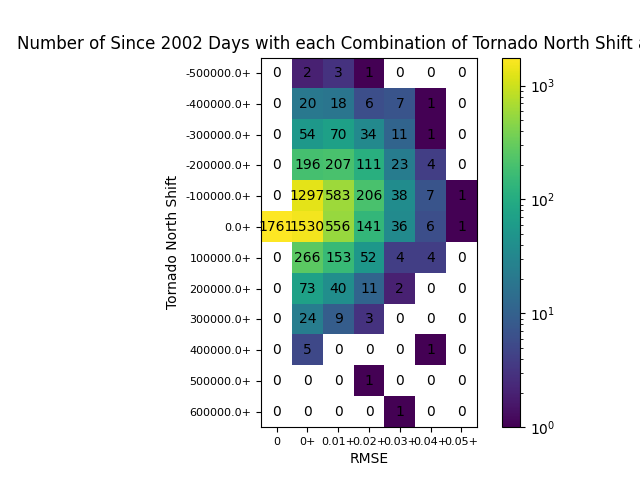 Number of Since 2002 Days with each Combination of Tornado North Shift a
-500000.0+ 0 2 3 1 0 0 0
-400000.0+ 0 20 18 6 7 1 0
-300000.0+ 0 54 70 34 11 1 0
-200000.0+ 0 196 207 111 23 4 0
-100000.0+ 0 1297 583 206 38 7 1
0.0+ 1761 1530 556 141 36 6 1
100000.0+ 0 266 153 52 4 4 0
200000.0+ 0 73 40 11 2 0 0
300000.0+ 0 24 9 3 0 0 0
400000.0+ 0 5 0 0 0 1 0
500000.0+ 0 0 0 1 0 0 0
600000.0+ 0 0 0 0 1 0 0
0 0+ 0.01+ 0.02+ 0.03+ 0.04+ 0.05+
RMSE
Tornado North Shift
10³
10²
10¹
10⁰